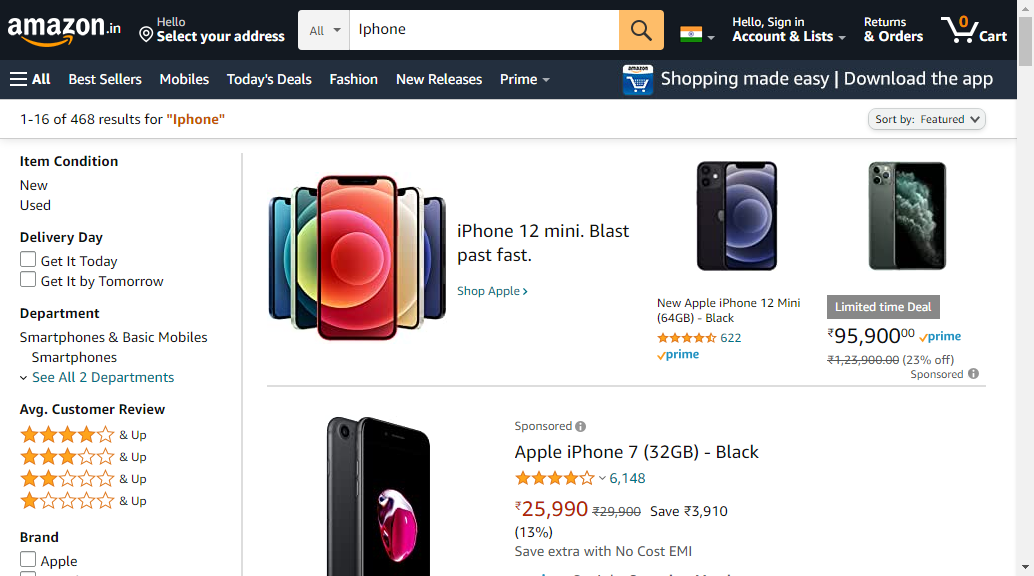 amazon.in
Hello
Select your address
All
Iphone
Hello, Sign in
Account & Lists
Returns
& Orders
0
Cart
All
Best Sellers
Mobiles
Today's Deals
Fashion
New Releases
Prime
amazon
Shopping made easy | Download the app
1-16 of 468 results for "Iphone"
Sort by: Featured
Item Condition
New
Used
Delivery Day
Get It Today
Get It by Tomorrow
Department
Smartphones & Basic Mobiles
Smartphones
See All 2 Departments
Avg. Customer Review
& Up
& Up
& Up
& Up
Brand
Apple
iPhone 12 mini. Blast
past fast.
Shop Apple ›
New Apple iPhone 12 Mini
(64GB) - Black
622
prime
Limited time Deal
₹95,90000 prime
₹1,23,900.00 (23% off)
Sponsored
Sponsored
Apple iPhone 7 (32GB) - Black
6,148
₹25,990 ₹29,900 Save ₹3,910
(13%)
Save extra with No Cost EMI